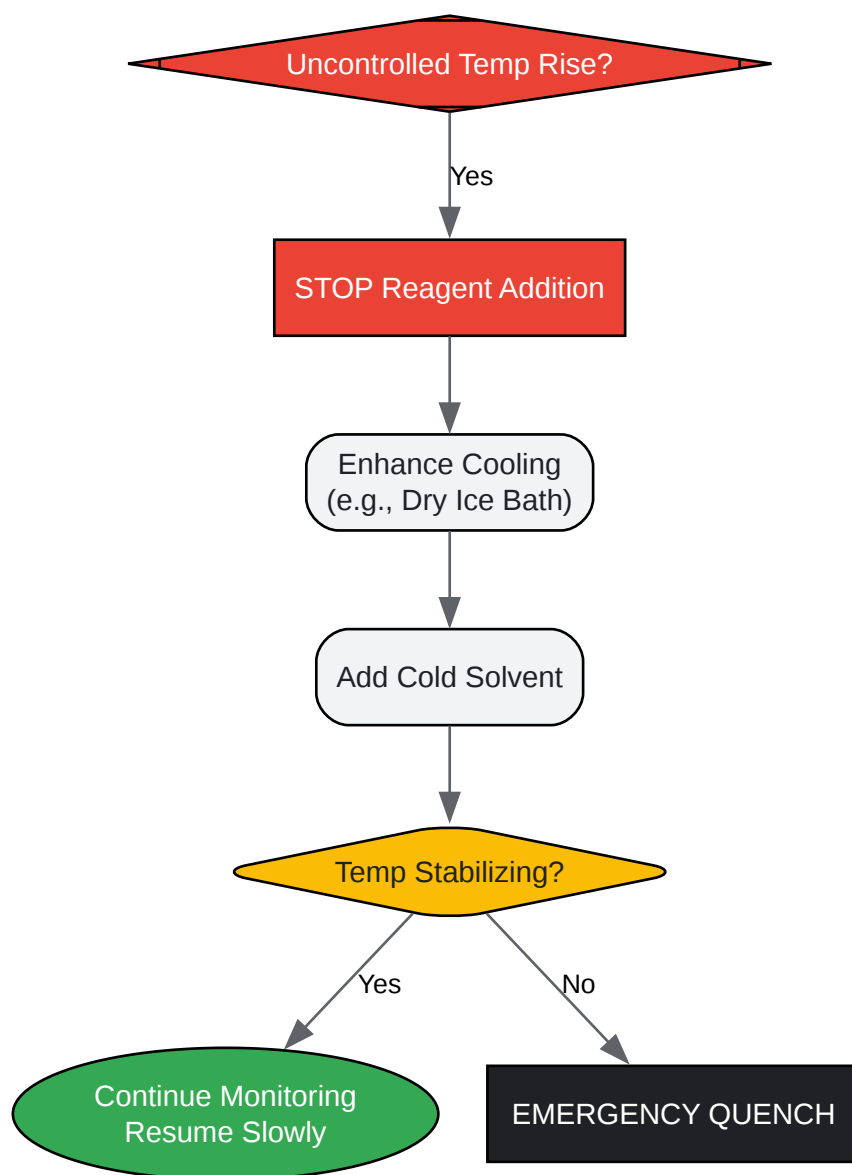 Uncontrolled Temp Rise?
Yes
STOP Reagent Addition
Enhance Cooling
(e.g., Dry Ice Bath)
Add Cold Solvent
Temp Stabilizing?
Yes
No
Continue Monitoring
Resume Slowly
EMERGENCY QUENCH